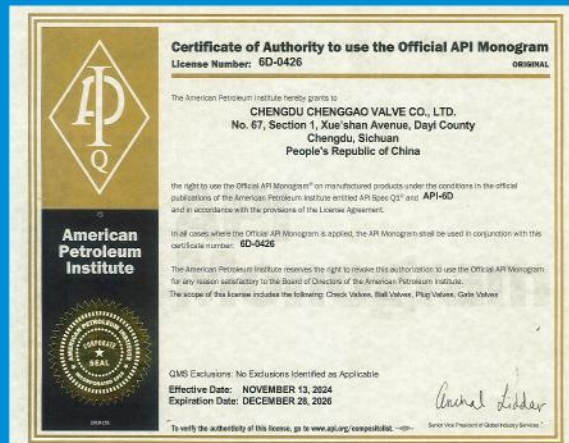 Certificate of Authority to use the Official API Monogram
License Number: 6D-0426
ORIGINAL
The American Petroleum Institute hereby grants to
CHENGDU CHENGGAO VALVE CO., LTD.
No. 67, Section 1, Xue'shan Avenue, Dayi County
Chengdu, Sichuan
People's Republic of China
the right to use the Official API Monogram® on manufactured products under the conditions in the official
publications of the American Petroleum Institute entitled API Spec Q1® and API-6D
and in accordance with the provisions of the License Agreement.
In all cases where the Official API Monogram is applied, the API Monogram shall be used in conjunction with this
certificate number: 6D-0426
The American Petroleum Institute reserves the right to revoke this authorization to use the Official API Monogram
for any reason satisfactory to the Board of Directors of the American Petroleum Institute.
The scope of this license includes the following: Check Valves, Ball Valves, Plug Valves, Gate Valves
QMS Exclusions: No Exclusions Identified as Applicable
Effective Date: NOVEMBER 13, 2024
Expiration Date: DECEMBER 28, 2026
To verify the authenticity of this license, go to www.api.org/compositelist.
Senior Vice President of Global Industry Services
API
Q
®
American
Petroleum
Institute
AMERICAN PETROLEUM INSTITUTE
CORPORATE
SEAL